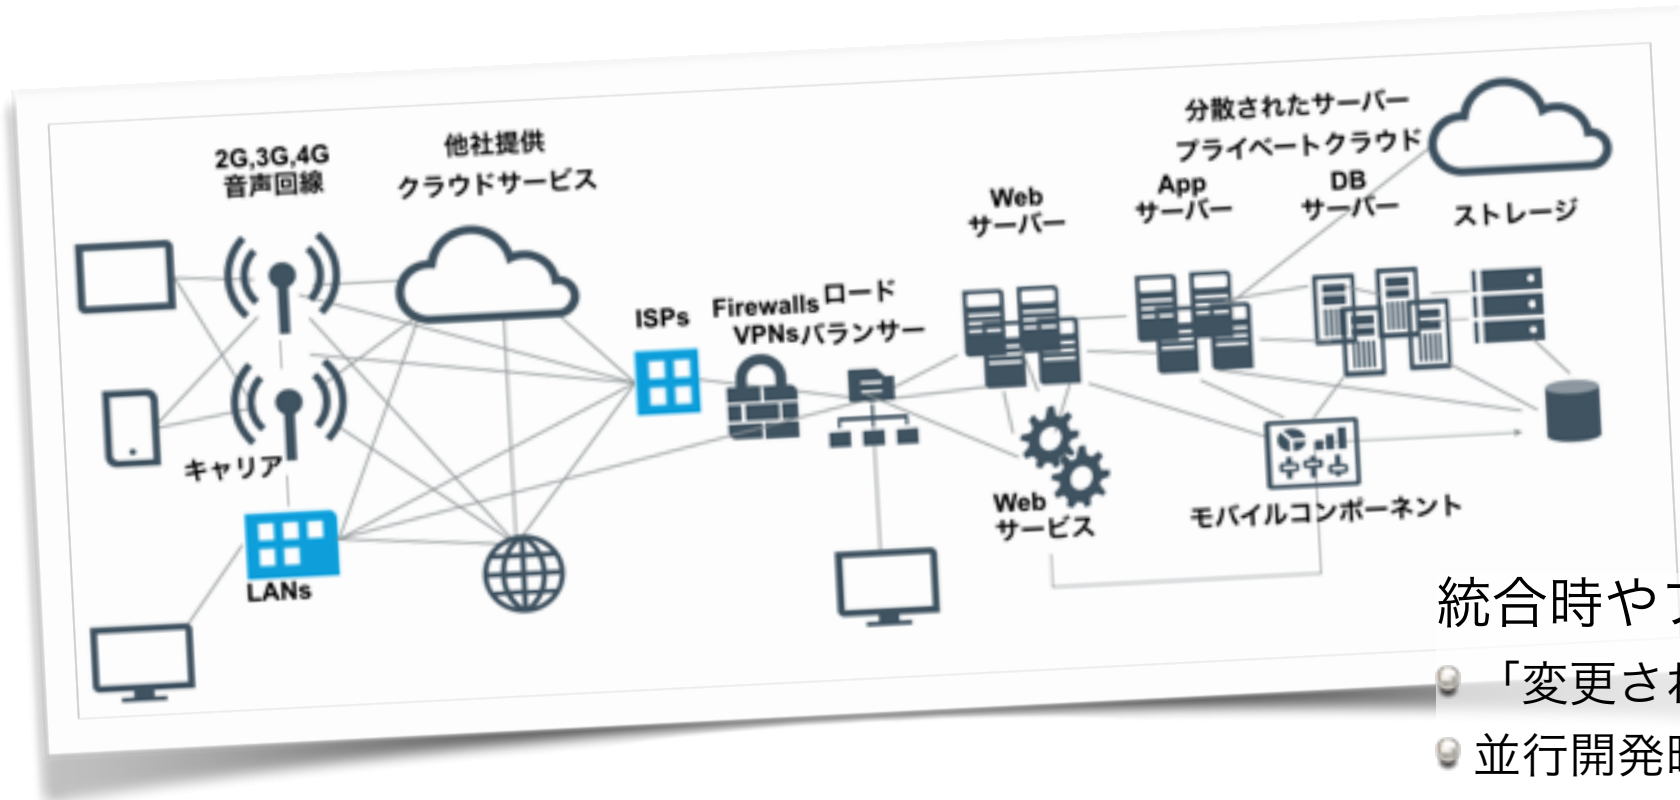 2G,3G,4G
音声回線
他社提供
クラウドサービス
キャリア
LANs
ISPs
Firewalls
VPNs
ロード
バランサー
Web
サーバー
分散されたサーバー
プライベートクラウド
App
サーバー
DB
サーバー
ストレージ
Web
サービス
モバイルコンポーネント
統合時や
「変更され
並行開発